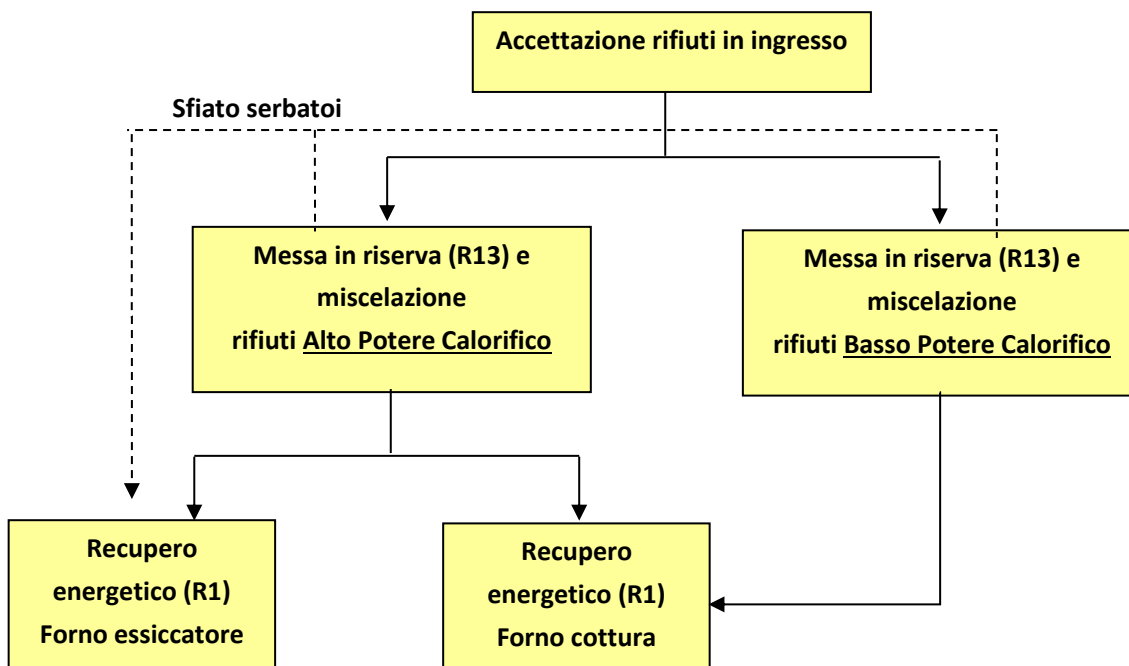 Accettazione rifiuti in ingresso
Sfiato serbatoi
Messa in riserva (R13) e
miscelazione
rifiuti Alto Potere Calorifico
Messa in riserva (R13) e
miscelazione
rifiuti Basso Potere Calorifico
Recupero
energetico (R1)
Forno essiccatore
Recupero
energetico (R1)
Forno cottura